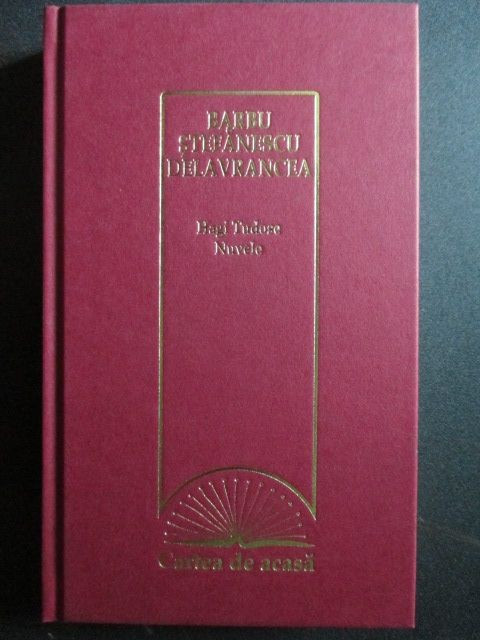 BARBU
ŞTEFĂNESCU
DELAVRANCEA
Hagi Tudose
Nuvele
Cartea de acasă